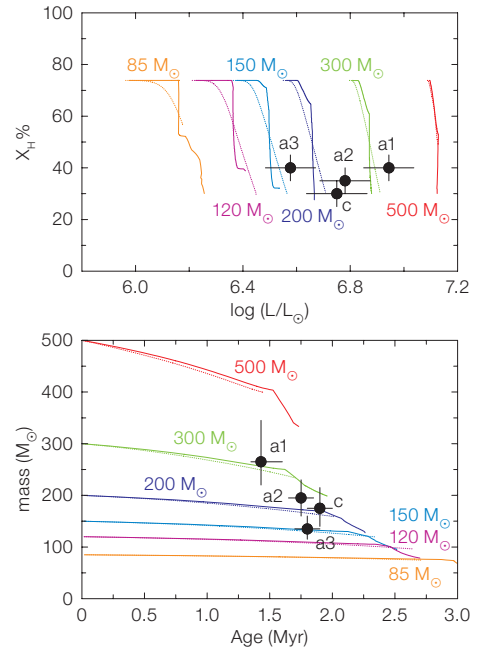 100
80
60
40
20
0
X_H %
85 M⊙
150 M⊙
300 M⊙
a3
a2
a1
c
120 M⊙
200 M⊙
500 M⊙
6.0
6.4
6.8
7.2
log (L/L⊙)
500
400
300
200
100
0
mass (M⊙)
500 M⊙
300 M⊙
a1
200 M⊙
a2
c
a3
150 M⊙
120 M⊙
85 M⊙
0
0.5
1.0
1.5
2.0
2.5
3.0
Age (Myr)